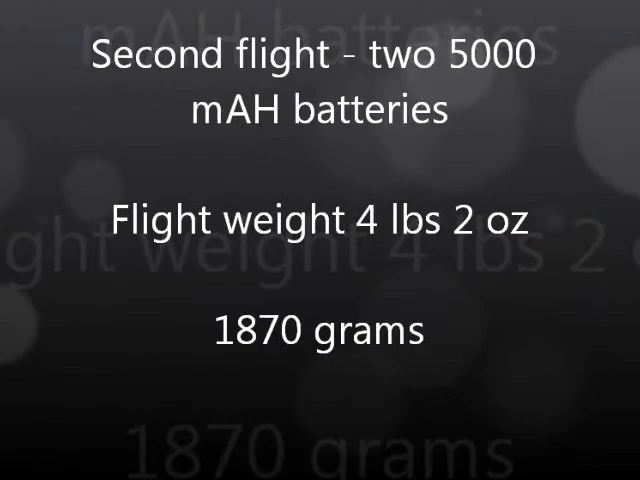 Second flight - two 5000
mAH batteries
Flight weight 4 lbs 2 oz
1870 grams